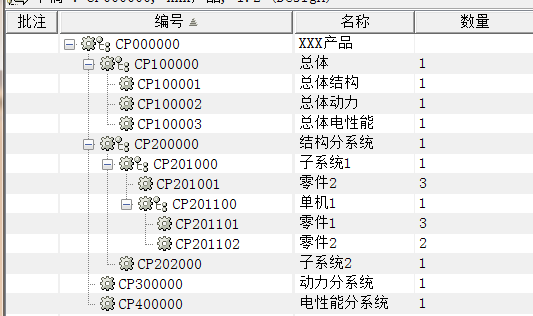 批注 编号 名称 数量
CP000000 XXX产品
CP100000 总体 1
CP100001 总体结构 1
CP100002 总体动力 1
CP100003 总体电性能 1
CP200000 结构分系统 1
CP201000 子系统1 1
CP201001 零件2 3
CP201100 单机1 1
CP201101 零件1 3
CP201102 零件2 2
CP202000 子系统2 1
CP300000 动力分系统 1
CP400000 电性能分系统 1